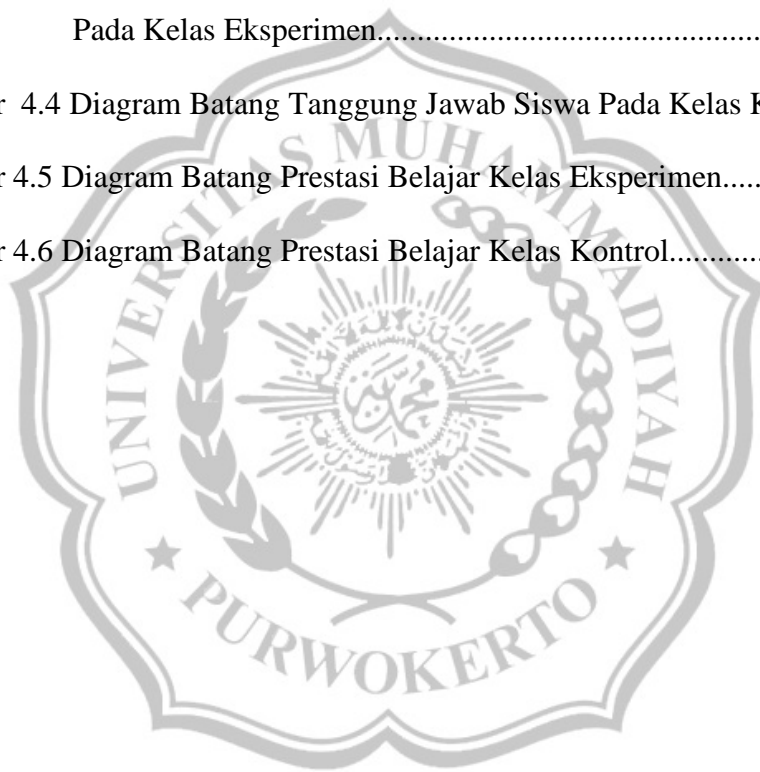 Pada Kelas Eksperimen................................................
r 4.4 Diagram Batang Tanggung Jawab Siswa Pada Kelas K
r 4.5 Diagram Batang Prestasi Belajar Kelas Eksperimen.....
r 4.6 Diagram Batang Prestasi Belajar Kelas Kontrol............
UNIVERSITAS MUHAMMADIYAH
PURWOKERTO